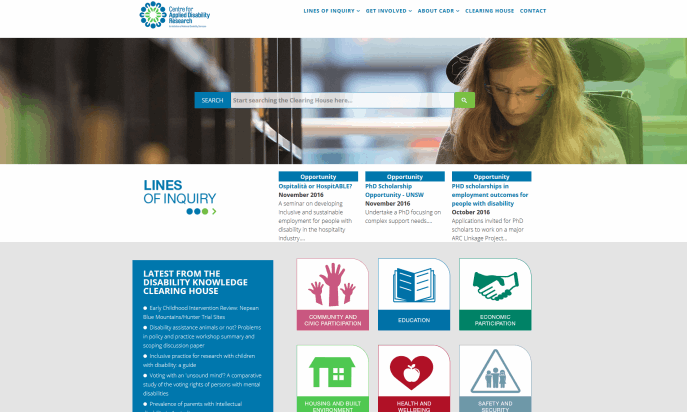 Centre for
Applied Disability
Research
LINES OF INQUIRY
GET INVOLVED
ABOUT CADR
CLEARING HOUSE
CONTACT
SEARCH
Start searching the Clearing House here...
LINES
OF INQUIRY
Opportunity
Ospitalità or HospitABLE?
November 2016
A seminar on developing
inclusive and sustainable
employment for people with
disability in the hospitality
industry....
Opportunity
PhD Scholarship
Opportunity - UNSW
November 2016
Undertake a PhD focusing on
complex support needs....
Opportunity
PHD scholarships in
employment outcomes for
people with disability
October 2016
Applications invited for PhD
scholars to work on a major
ARC Linkage Project...
LATEST FROM THE
DISABILITY KNOWLEDGE
CLEARING HOUSE
Early Childhood Intervention Review: Nepean
Blue Mountains/Hunter Trial Sites
Disability assistance animals or not? Problems
in policy and practice workshop summary and
scoping discussion paper
Inclusive practice for research with children
with disability: a guide
Voting with an 'unsound mind'? A comparative
study of the voting rights of persons with mental
disabilities
Prevalence of parents with intellectual
COMMUNITY AND
CIVIC PARTICIPATION
EDUCATION
ECONOMIC
PARTICIPATION
HOUSING AND BUILT
ENVIRONMENT
HEALTH AND
WELLBEING
SAFETY AND
SECURITY